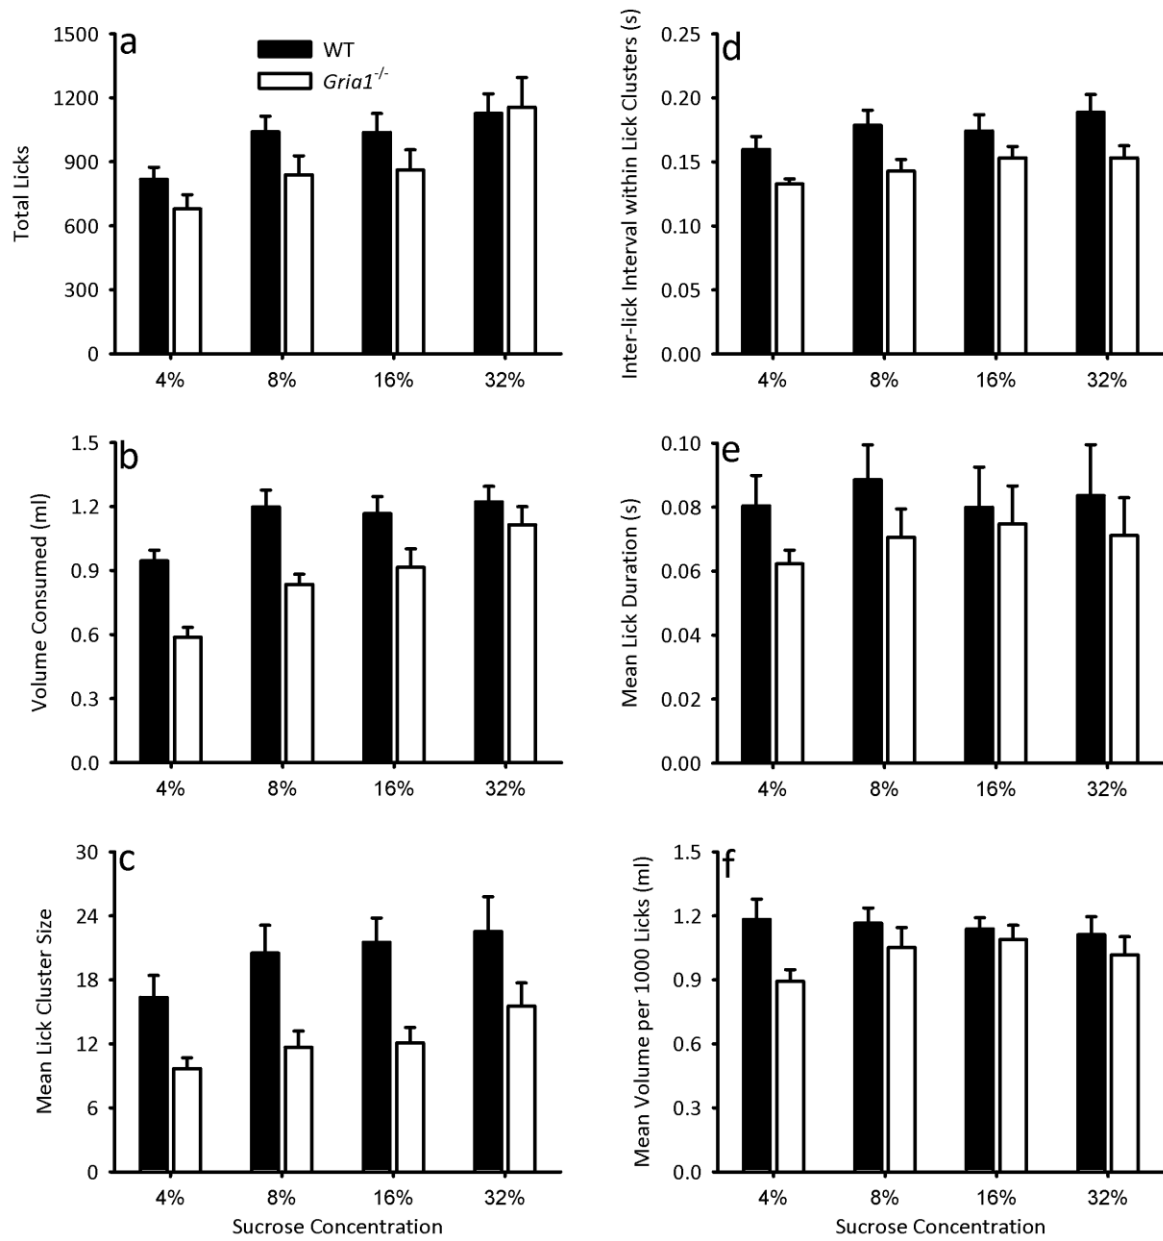 a
WT
Gria1-/-
Total Licks
1500
1200
900
600
300
0
4% 8% 16% 32%
d
Inter-lick Interval within Lick Clusters (s)
0.25
0.20
0.15
0.10
0.05
0.00
4% 8% 16% 32%
b
Volume Consumed (ml)
1.5
1.2
0.9
0.6
0.3
0.0
4% 8% 16% 32%
e
Mean Lick Duration (s)
0.10
0.08
0.06
0.04
0.02
0.00
4% 8% 16% 32%
c
Mean Lick Cluster Size
30
24
18
12
6
0
4% 8% 16% 32%
Sucrose Concentration
f
Mean Volume per 1000 Licks (ml)
1.5
1.2
0.9
0.6
0.3
0.0
4% 8% 16% 32%
Sucrose Concentration